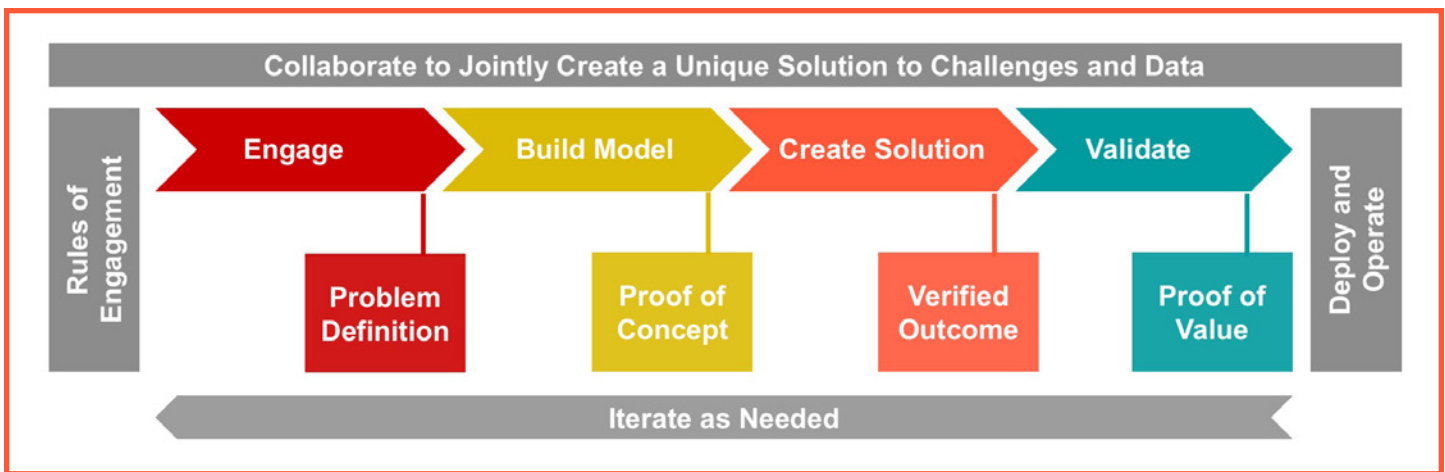 Collaborate to Jointly Create a Unique Solution to Challenges and Data
Rules of
Engagement
Engage
Build Model
Create Solution
Validate
Problem
Definition
Proof of
Concept
Verified
Outcome
Proof of
Value
Deploy and
Operate
Iterate as Needed